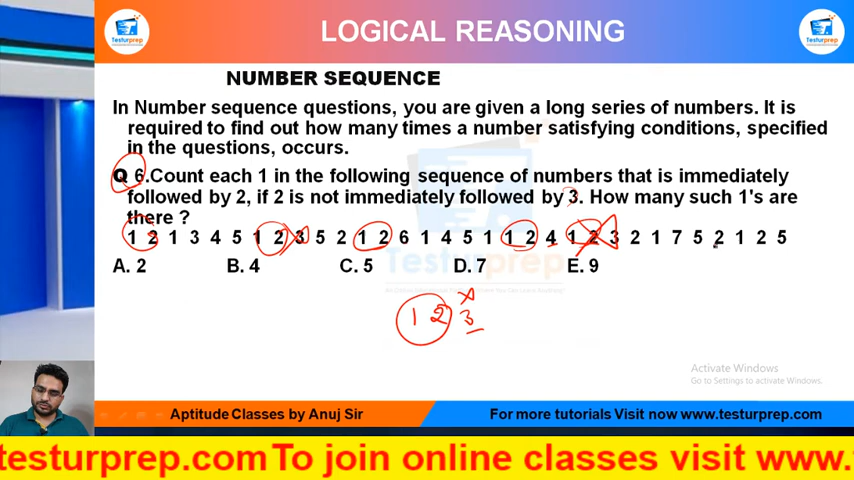 Testurprep
LOGICAL REASONING
Testurprep
NUMBER SEQUENCE
In Number sequence questions, you are given a long series of numbers. It is
required to find out how many times a number satisfying conditions, specified
in the questions, occurs.
Q 6.Count each 1 in the following sequence of numbers that is immediately
followed by 2, if 2 is not immediately followed by 3. How many such 1's are
there ?
1 2 1 3 4 5 1 2 3 5 2 1 2 6 1 4 5 1 1 2 4 1 2 3 2 1 7 5 2 1 2 5
A. 2 B. 4 C. 5 D. 7 E. 9
1 2 3
Activate Windows
Go to Settings to activate Windows.
Aptitude Classes by Anuj Sir For more tutorials Visit now www.testurprep.com
testurprep.com To join online classes visit www.